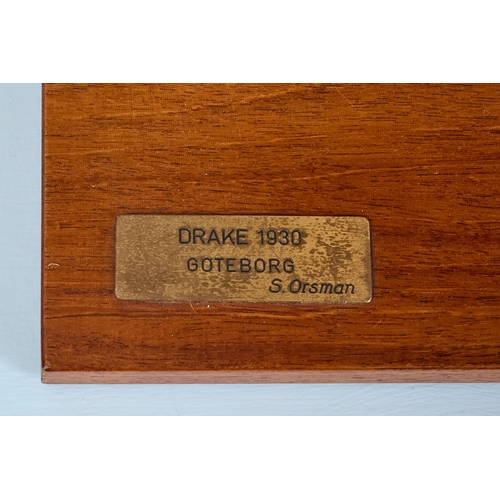 DRAKE 1930
GOTEBORG
S. Orsman